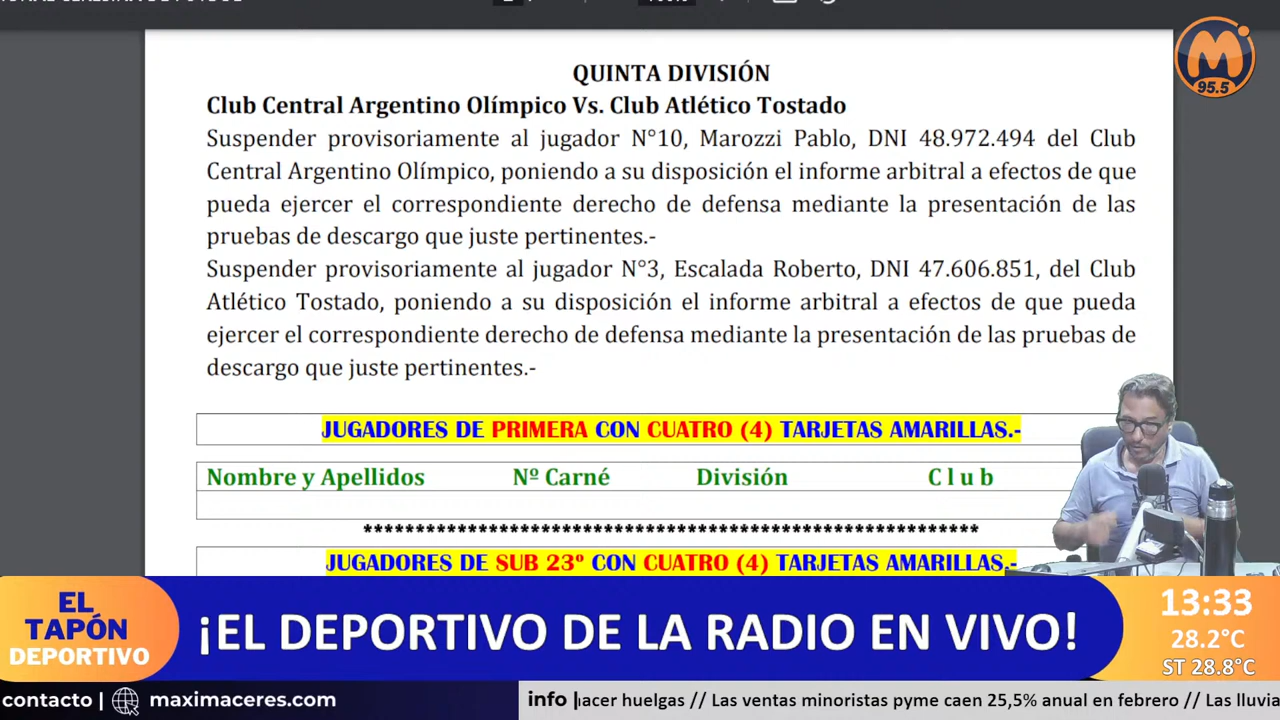 M
95.5
QUINTA DIVISIÓN
Club Central Argentino Olímpico Vs. Club Atlético Tostado
Suspender provisoriamente al jugador N°10, Marozzi Pablo, DNI 48.972.494 del Club
Central Argentino Olímpico, poniendo a su disposición el informe arbitral a efectos de que
pueda ejercer el correspondiente derecho de defensa mediante la presentación de las
pruebas de descargo que juste pertinentes.-
Suspender provisoriamente al jugador N°3, Escalada Roberto, DNI 47.606.851, del Club
Atlético Tostado, poniendo a su disposición el informe arbitral a efectos de que pueda
ejercer el correspondiente derecho de defensa mediante la presentación de las pruebas de
descargo que juste pertinentes.-
JUGADORES DE PRIMERA CON CUATRO (4) TARJETAS AMARILLAS.-
Nombre y Apellidos Nº Carné División C l u b
JUGADORES DE SUB 23º CON CUATRO (4) TARJETAS AMARILLAS.-
EL
TAPÓN
DEPORTIVO
¡EL DEPORTIVO DE LA RADIO EN VIVO!
13:33
28.2°C
ST 28.8°C
contacto | maximaceres.com
info | hacer huelgas // Las ventas minoristas pyme caen 25,5% anual en febrero // Las lluvia